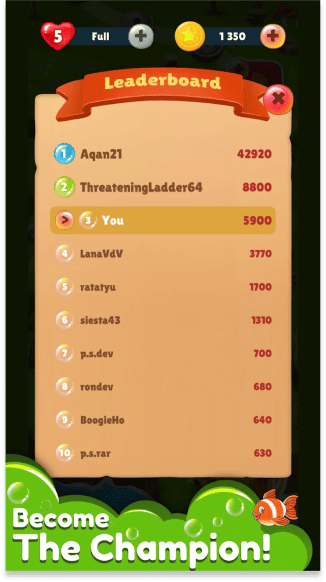 5 Full 1 350
Leaderboard
1 Aqan21 42920
2 ThreateningLadder64 8800
3 You 5900
4 LanaVdV 3770
5 ratatyu 1700
6 siesta43 1310
7 p.s.dev 700
8 rondev 680
9 BoogieHo 640
10 p.s.rar 630
Become
The Champion!